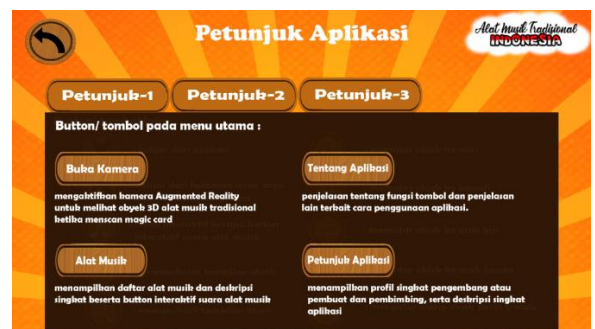 Petunjuk Aplikasi
Alat Musik Tradisional
INDONESIA
Petunjuk-1
Petunjuk-2
Petunjuk-3
Button/ tombol pada menu utama :
Buka Kamera
mengaktifkan kamera Augmented Reality
untuk melihat obyek 3D alat musik tradisional
ketika menscan magic card
Tentang Aplikasi
penjelasan tentang fungsi tombol dan penjelasan
lain terbait cara penggunaan aplikasi.
Alat Musik
menampilkan daftar alat musik dan deskripsi
singkat beserta button interaktif suara alat musik
Petunjuk Aplikasi
menampilkan profil singkat pengembang atau
pembuat dan pembimbing, serta deskripsi singkat
aplikasi